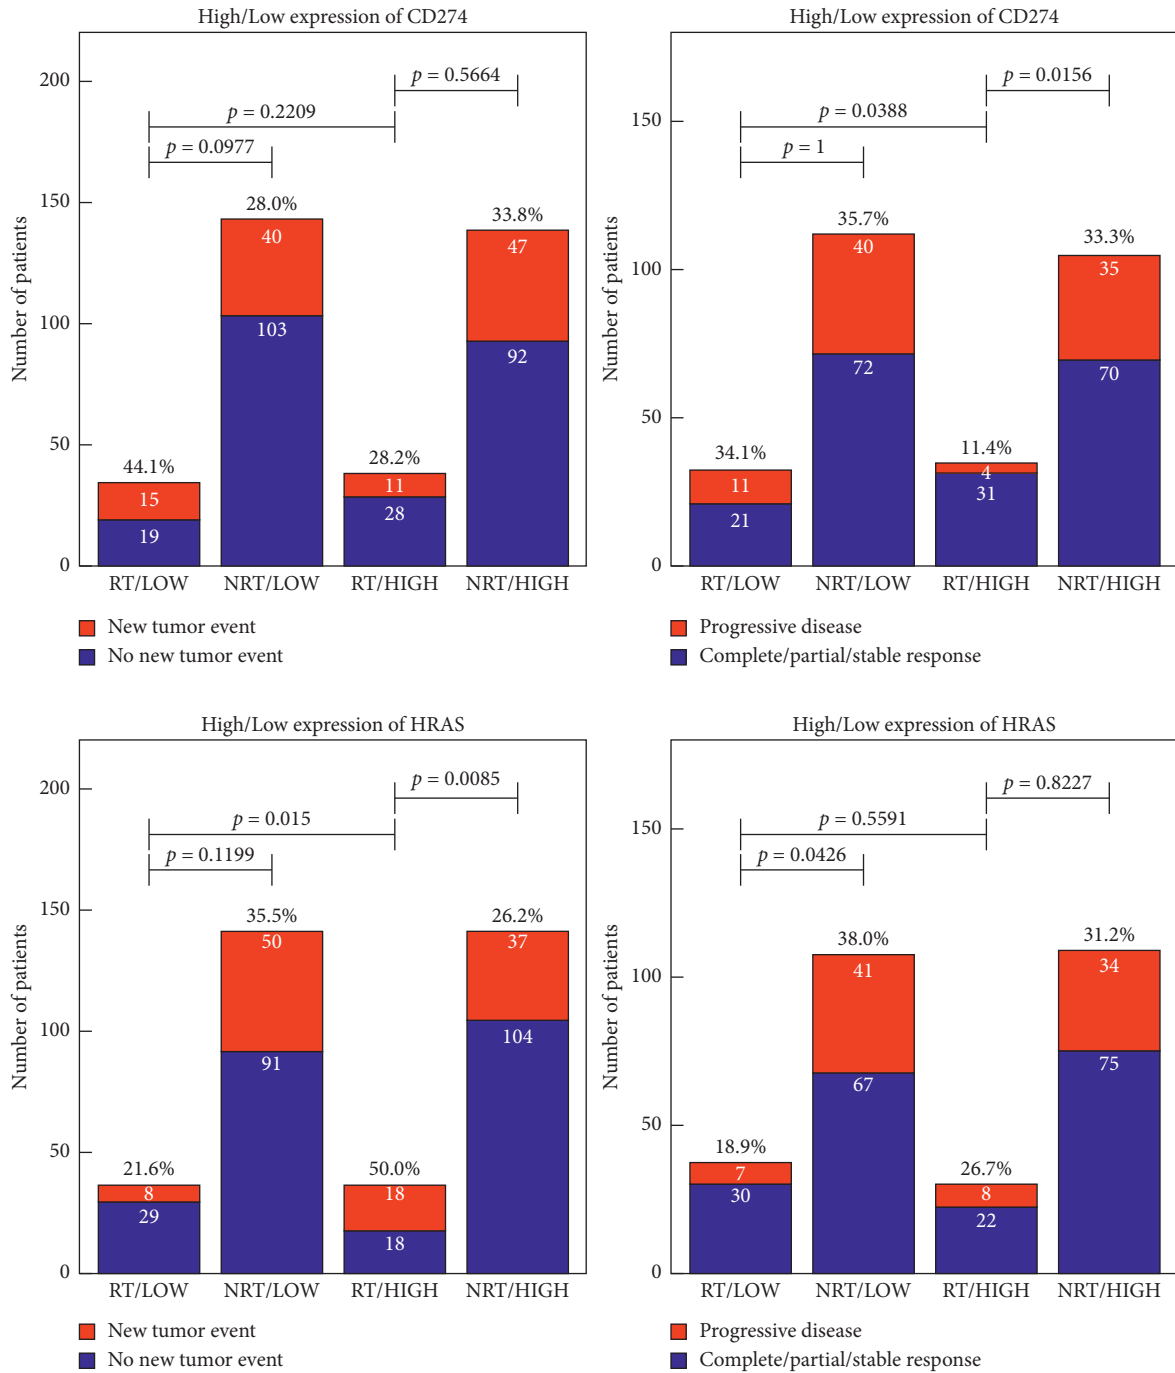 High/Low expression of CD274
200
150
100
50
0
Number of patients
p = 0.5664
p = 0.2209
p = 0.0977
44.1%
15
19
28.0%
40
103
28.2%
11
28
33.8%
47
92
RT/LOW NRT/LOW RT/HIGH NRT/HIGH
New tumor event
No new tumor event
High/Low expression of CD274
150
100
50
0
Number of patients
p = 0.0156
p = 0.0388
p = 1
34.1%
11
21
35.7%
40
72
11.4%
4
31
33.3%
35
70
RT/LOW NRT/LOW RT/HIGH NRT/HIGH
Progressive disease
Complete/partial/stable response
High/Low expression of HRAS
200
150
100
50
0
Number of patients
p = 0.0085
p = 0.015
p = 0.1199
21.6%
8
29
35.5%
50
91
50.0%
18
18
26.2%
37
104
RT/LOW NRT/LOW RT/HIGH NRT/HIGH
New tumor event
No new tumor event
High/Low expression of HRAS
150
100
50
0
Number of patients
p = 0.8227
p = 0.5591
p = 0.0426
18.9%
7
30
38.0%
41
67
26.7%
8
22
31.2%
34
75
RT/LOW NRT/LOW RT/HIGH NRT/HIGH
Progressive disease
Complete/partial/stable response